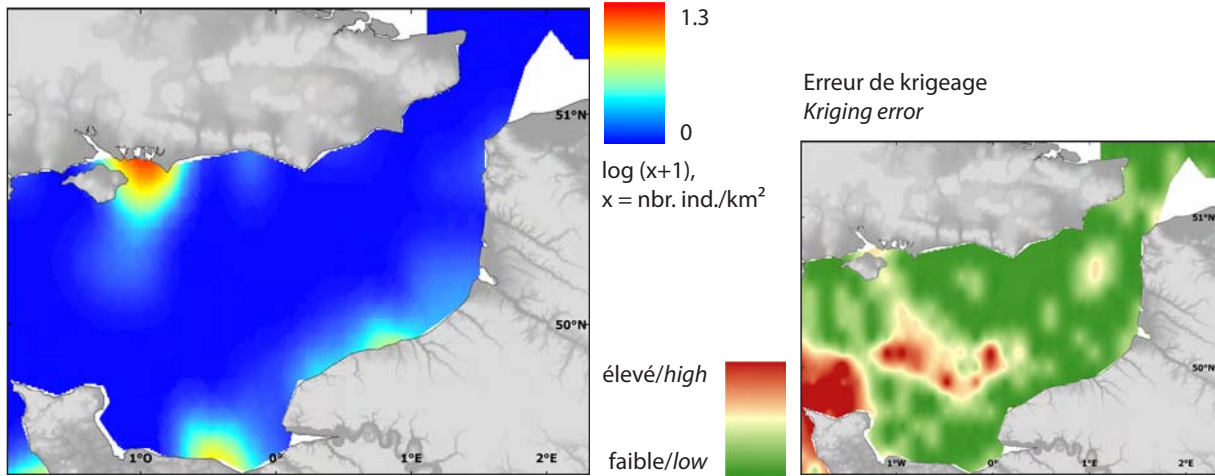 1.3
0
log (x+1),
x = nbr. ind./km²
51°N
50°N
1°O
0°
1°E
2°E
Erreur de krigeage
Kriging error
élevé/high
faible/low
51°N
50°N
1°W
0°
1°E
2°E